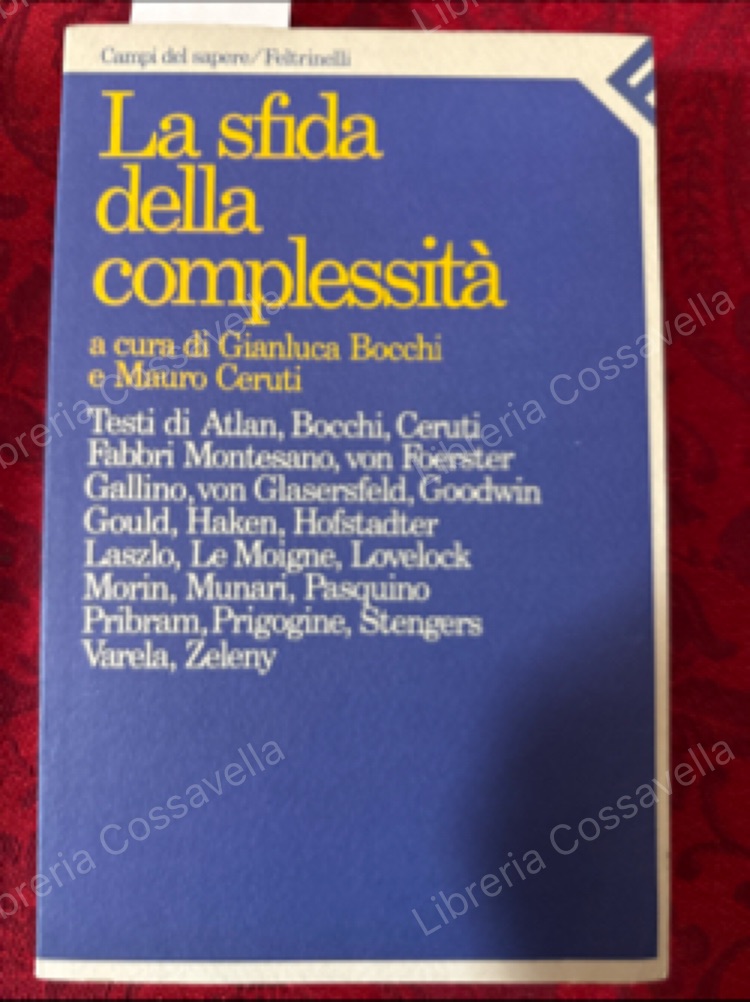 Libreria Cossavella
Campi del sapere/Feltrinelli
La sfida
della
complessità
a cura di Gianluca Bocchi
e Mauro Ceruti
Libreria Cossavella
Libreria Cossavella
Testi di Atlan, Bocchi, Ceruti
Fabbri Montesano, von Foerster
Gallino, von Glasersfeld, Goodwin
Gould, Haken, Hofstadter
Laszlo, Le Moigne, Lovelock
Morin, Munari, Pasquino
Pribram, Prigogine, Stengers
Varela, Zeleny
Libreria Cossavella
Libreria Cossavella